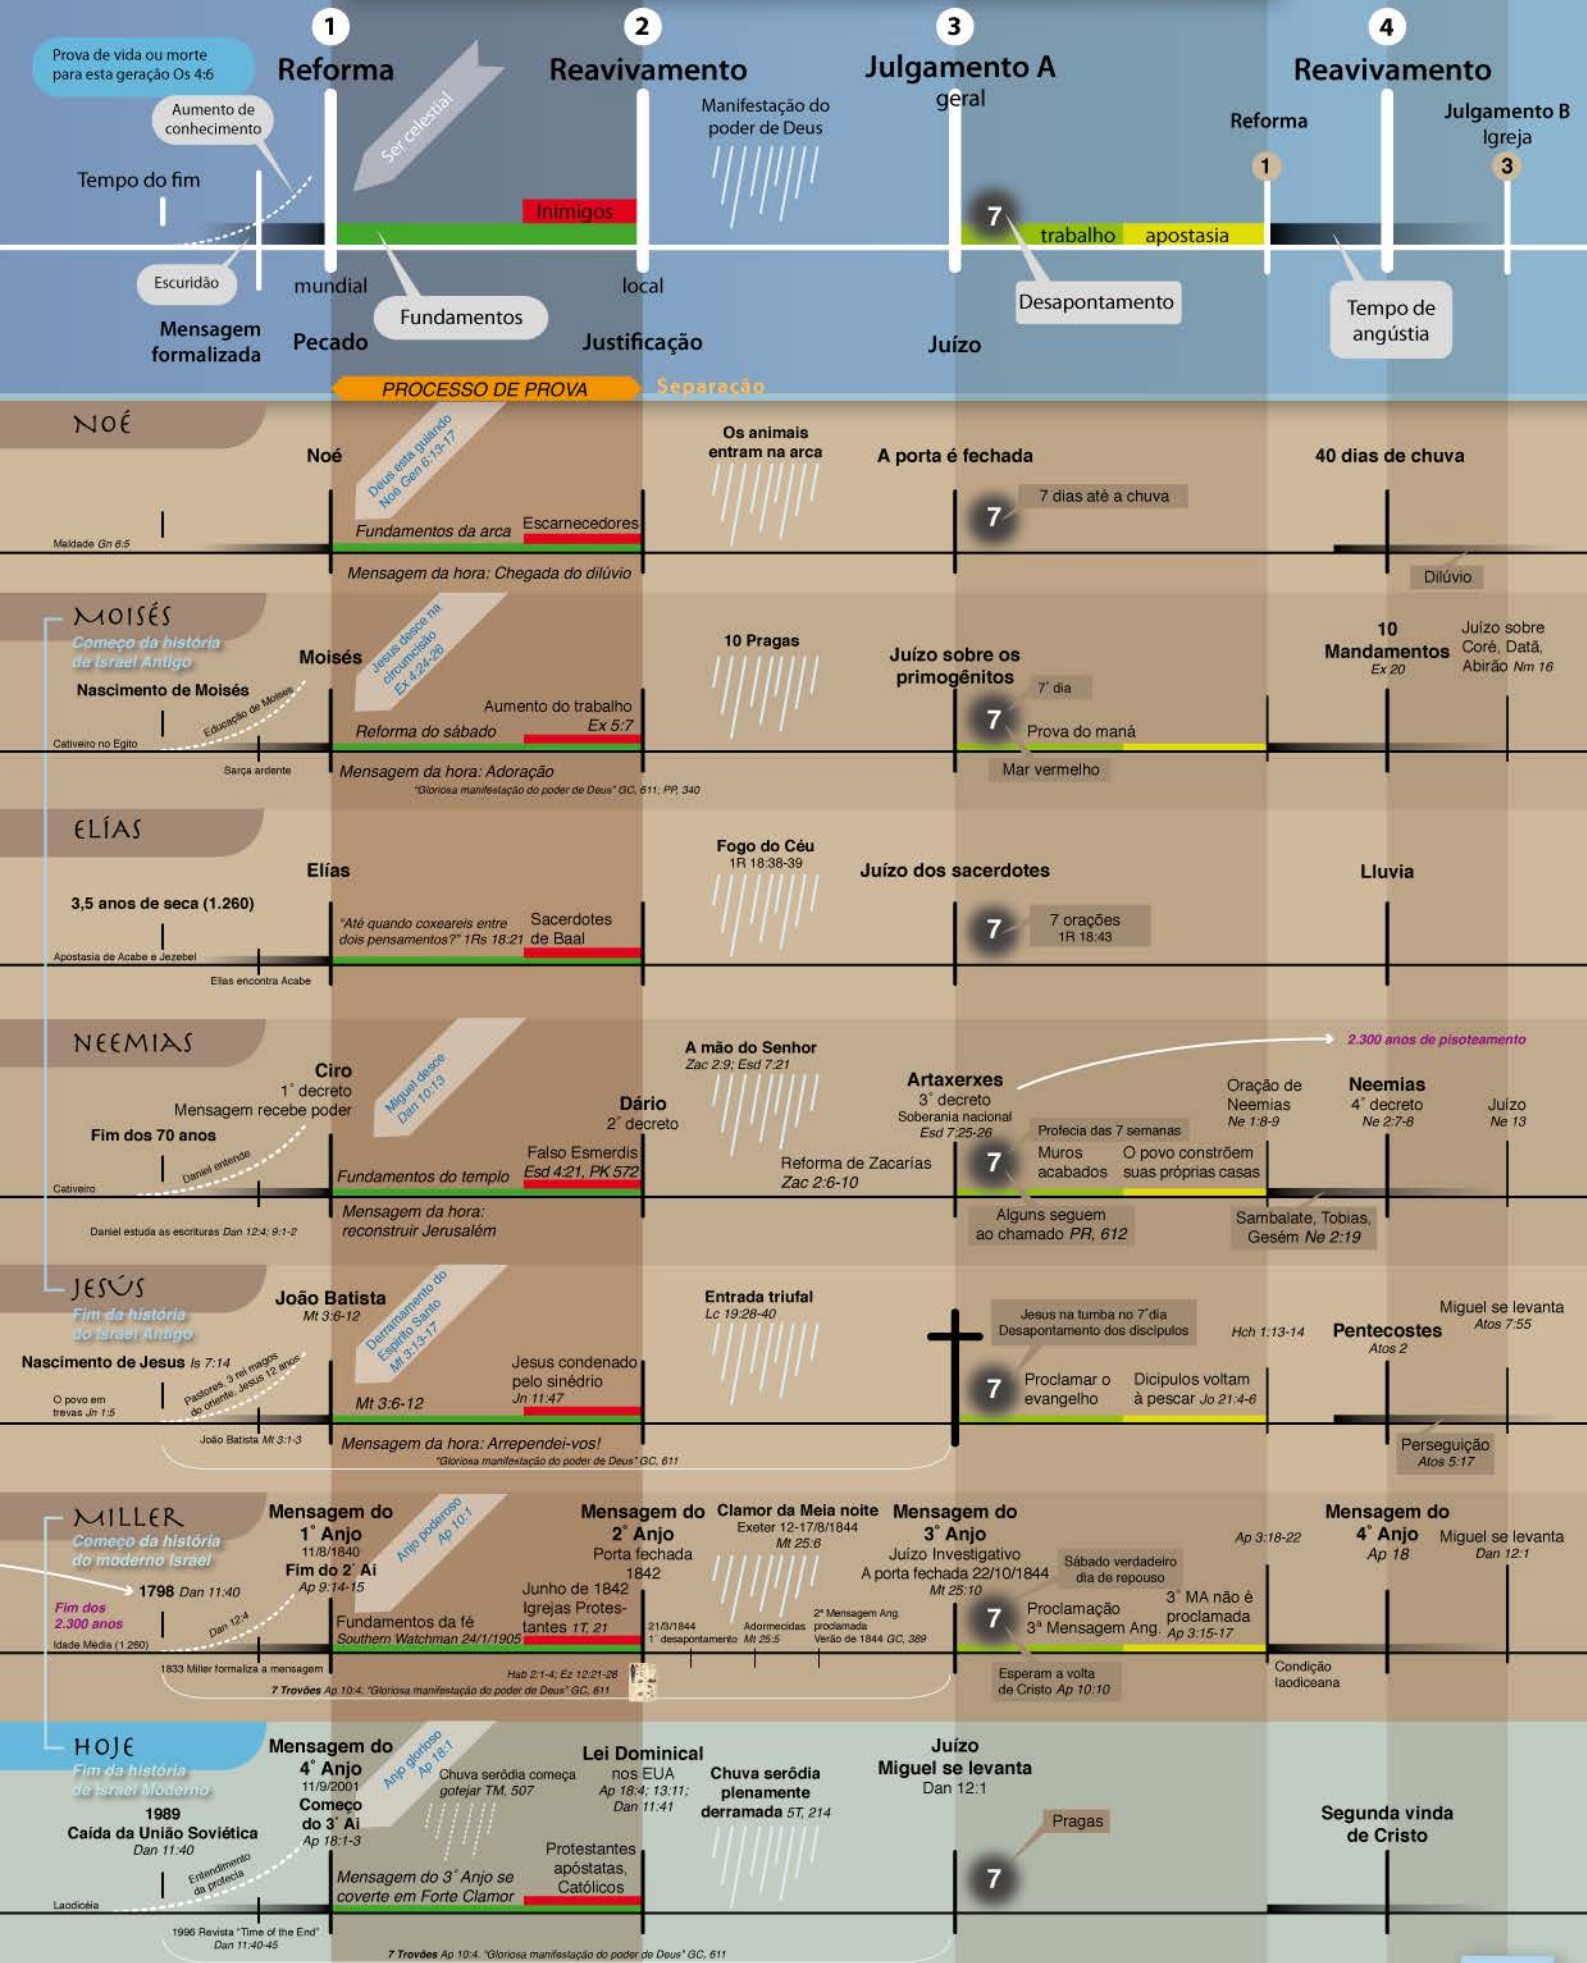 1
2
3
4
Prova de vida ou morte
para esta geração Os 4:6
Reforma
Reavivamento
Julgamento A
geral
Reavivamento
Aumento de
conhecimento
Ser celestial
Manifestação do
poder de Deus
Reforma
1
Julgamento B
Igreja
3
Tempo do fim
Inimigos
7
trabalho
apostasia
Escuridão
mundial
Fundamentos
local
Desapontamento
Tempo de
angústia
Mensagem
formalizada
Pecado
Justificação
Juízo
PROCESSO DE PROVA
Separação
NOÉ
Noé
Deus esta guiando
Noé Gen 6:13-17
Os animais
entram na arca
A porta é fechada
40 dias de chuva
7
7 dias até a chuva
Maldade Gn 6:5
Fundamentos da arca
Escarnecedores
Mensagem da hora: Chegada do dilúvio
Dilúvio
MOISÉS
Começo da história
de Israel Antigo
Nascimento de Moisés
Educação de Moises
Moisés
Jesus desce na
circumcisão
Ex 4:24-26
10 Pragas
Juízo sobre os
primogênitos
10
Mandamentos
Ex 20
Juízo sobre
Coré, Datã,
Abirão Nm 16
Aumento do trabalho
Ex 5:7
Reforma do sábado
7
7˚ dia
Prova do maná
Mar vermelho
Cativeiro no Egito
Sarça ardente
Mensagem da hora: Adoração
"Gloriosa manifestação do poder de Deus" GC, 611; PP, 340
ELÍAS
Elías
Fogo do Céu
1R 18:38-39
Juízo dos sacerdotes
Lluvia
3,5 anos de seca (1.260)
"Até quando coxeareis entre
dois pensamentos?" 1Rs 18:21
Sacerdotes
de Baal
7
7 orações
1R 18:43
Apostasia de Acabe e Jezebel
Elias encontra Acabe
NEEMIAS
Ciro
1˚ decreto
Mensagem recebe poder
Miguel desce
Dan 10:13
Dário
2˚ decreto
A mão do Senhor
Zac 2:9; Esd 7:21
Artaxerxes
3˚ decreto
Soberania nacional
Esd 7:25-26
2.300 anos de pisoteamento
Oração de
Neemias
Ne 1:8-9
Neemias
4˚ decreto
Ne 2:7-8
Juízo
Ne 13
Fim dos 70 anos
Daniel entende
Cativeiro
Fundamentos do templo
Falso Esmerdis
Esd 4:21, PK 572
Reforma de Zacarías
Zac 2:6-10
7
Profecia das 7 semanas
Muros
acabados
O povo constrõem
suas próprias casas
Daniel estuda as escrituras Dan 12:4; 9:1-2
Mensagem da hora:
reconstruir Jerusalém
Alguns seguem
ao chamado PR, 612
Sambalate, Tobias,
Gesém Ne 2:19
JESÚS
Fim da história
do Israel Antigo
João Batista
Mt 3:6-12
Derramamento do
Espirito Santo
Mt 3:13-17
Entrada triufal
Lc 19:28-40
Jesus na tumba no 7˚dia
Desapontamento dos discipulos
Hch 1:13-14
Pentecostes
Atos 2
Miguel se levanta
Atos 7:55
Nascimento de Jesus Is 7:14
Pastores, 3 rei magos
do oriente, Jesus 12 anos
O povo em
trevas Jn 1:5
Mt 3:6-12
Jesus condenado
pelo sinédrio
Jn 11:47
7
Proclamar o
evangelho
Dicipulos voltam
à pescar Jo 21:4-6
João Batista Mt 3:1-3
Mensagem da hora: Arrependei-vos!
"Gloriosa manifestação do poder de Deus" GC, 611
Perseguição
Atos 5:17
MILLER
Começo da história
do moderno Israel
Mensagem do
1˚ Anjo
11/8/1840
Fim do 2˚ Ai
Ap 9:14-15
Anjo poderoso
Ap 10:1
Mensagem do
2˚ Anjo
Porta fechada
1842
Clamor da Meia noite
Exeter 12-17/8/1844
Mt 25:6
Mensagem do
3˚ Anjo
Juízo Investigativo
A porta fechada 22/10/1844
Mt 25:10
Sábado verdadeiro
dia de repouso
Ap 3:18-22
Mensagem do
4˚ Anjo
Ap 18
Miguel se levanta
Dan 12:1
1798 Dan 11:40
Fim dos
2.300 anos
Dan 12:4
Idade Média (1.260)
Fundamentos da fé
Southern Watchman 24/1/1905
Junho de 1842
Igrejas Protes-
tantes 1T, 21
21/3/1844
1˚ desapontamento
Adormecidas
Mt 25:5
2ª Mensagem Ang.
proclamada
Verão de 1844 GC, 389
7
Proclamação
3ª Mensagem Ang.
3˚ MA não é
proclamada
Ap 3:15-17
1833 Miller formaliza a mensagem
Hab 2:1-4; Ez 12:21-28
7 Trovões Ap 10:4. "Gloriosa manifestação do poder de Deus" GC, 611
Esperam a volta
de Cristo Ap 10:10
Condição
laodiceana
HOJE
Fim da história
de Israel Moderno
Mensagem do
4˚ Anjo
11/9/2001
Começo
do 3˚ Ai
Ap 18:1-3
Anjo glorioso
Ap 18:1
Chuva serôdia começa
gotejar TM, 507
Lei Dominical
nos EUA
Ap 18:4; 13:11;
Dan 11:41
Chuva serôdia
plenamente
derramada 5T, 214
Juízo
Miguel se levanta
Dan 12:1
1989
Caída da União Soviética
Dan 11:40
Entendimento
da profecia
Laodicéia
Mensagem do 3˚ Anjo se
coverte em Forte Clamor
Protestantes
apóstatas,
Católicos
7
Pragas
Segunda vinda
de Cristo
1996 Revista "Time of the End"
Dan 11:40-45
7 Trovões Ap 10:4. "Gloriosa manifestação do poder de Deus" GC, 611